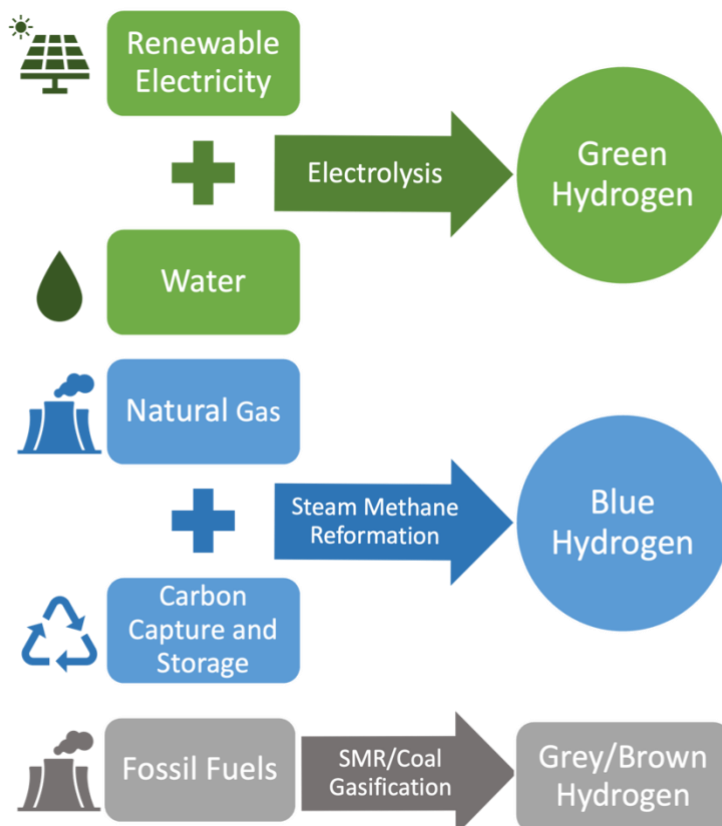 Renewable
Electricity
Electrolysis
Green
Hydrogen
Water
Natural Gas
Steam Methane
Reformation
Blue
Hydrogen
Carbon
Capture and
Storage
Fossil Fuels
SMR/Coal
Gasification
Grey/Brown
Hydrogen